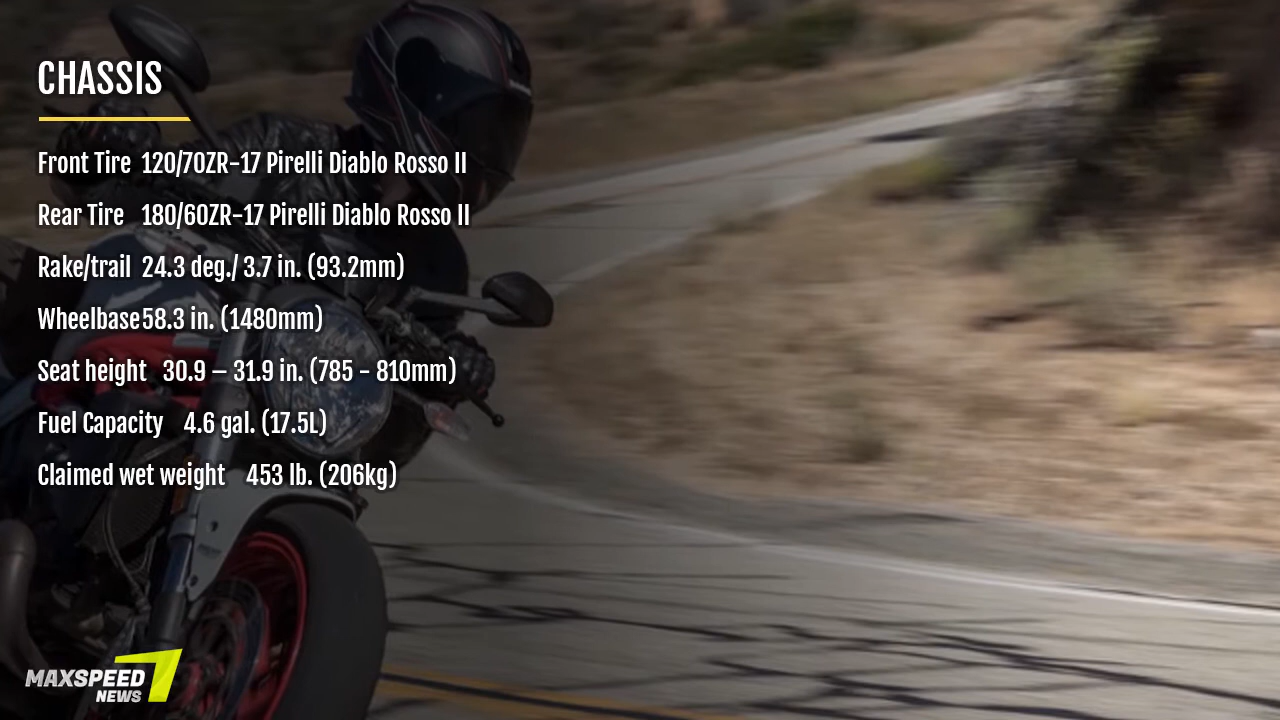 CHASSIS
Front Tire 120/70ZR-17 Pirelli Diablo Rosso II
Rear Tire 180/60ZR-17 Pirelli Diablo Rosso II
Rake/trail 24.3 deg./ 3.7 in. (93.2mm)
Wheelbase 58.3 in. (1480mm)
Seat height 30.9 – 31.9 in. (785 - 810mm)
Fuel Capacity 4.6 gal. (17.5L)
Claimed wet weight 453 lb. (206kg)
MAXSPEED
NEWS